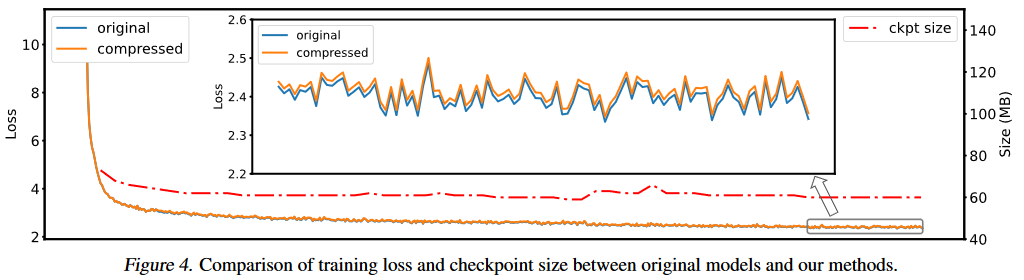 original
compressed
ckpt size
10
8
6
4
2
Loss
140
120
100
80
60
40
Size (MB)
original
compressed
2.6
2.5
2.4
2.3
2.2
Loss
Figure 4. Comparison of training loss and checkpoint size between original models and our methods.